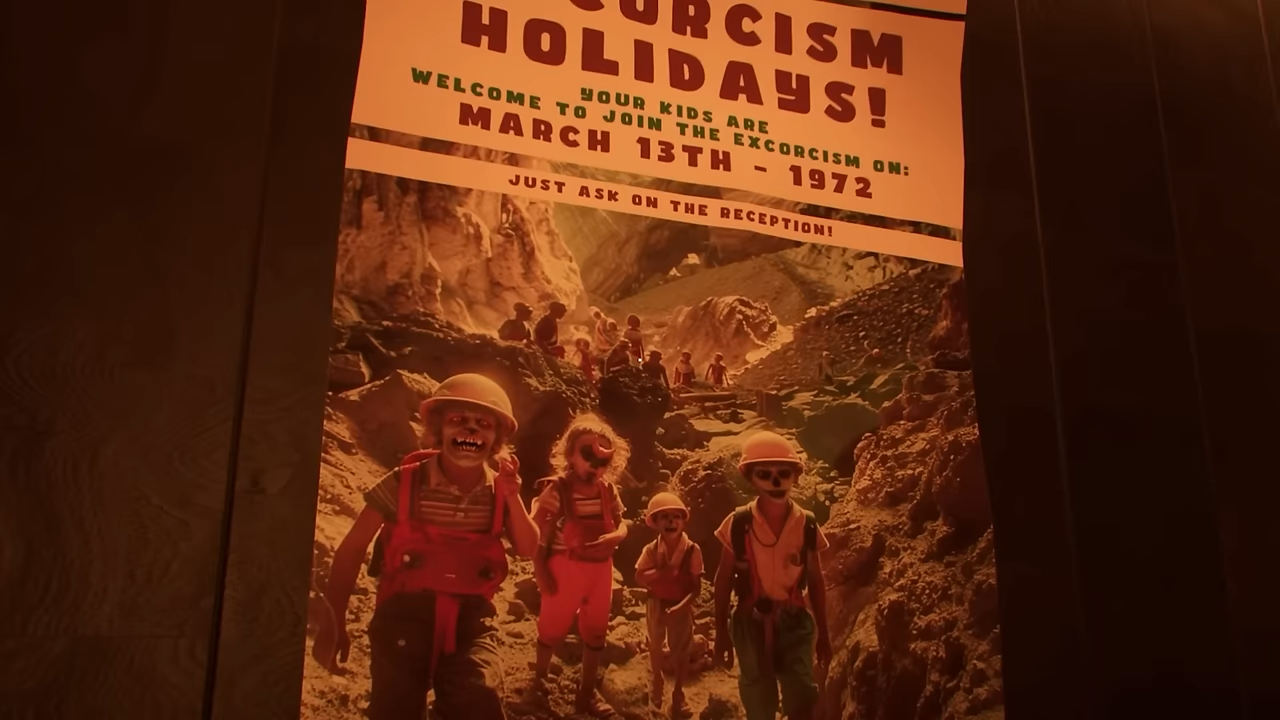 HOLIDAYS!
YOUR KIDS ARE
WELCOME TO JOIN THE EXCORCISM ON:
MARCH 13TH - 1972
JUST ASK ON THE RECEPTION!